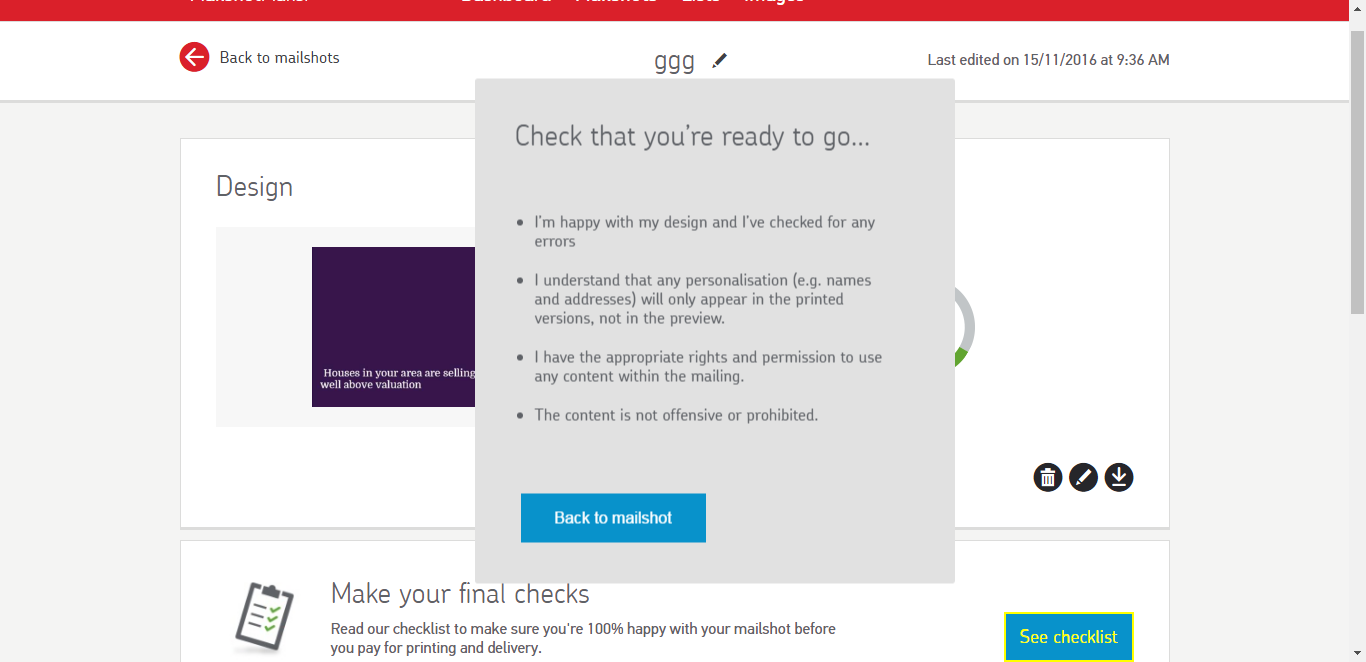 Back to mailshots
ggg
Last edited on 15/11/2016 at 9:36 AM
Check that you're ready to go...
Design
I'm happy with my design and I've checked for any
errors
I understand that any personalisation (e.g. names
and addresses) will only appear in the printed
versions, not in the preview.
Houses in your area are selling
well above valuation
I have the appropriate rights and permission to use
any content within the mailing.
The content is not offensive or prohibited.
Back to mailshot
Make your final checks
Read our checklist to make sure you're 100% happy with your mailshot before
you pay for printing and delivery.
See checklist